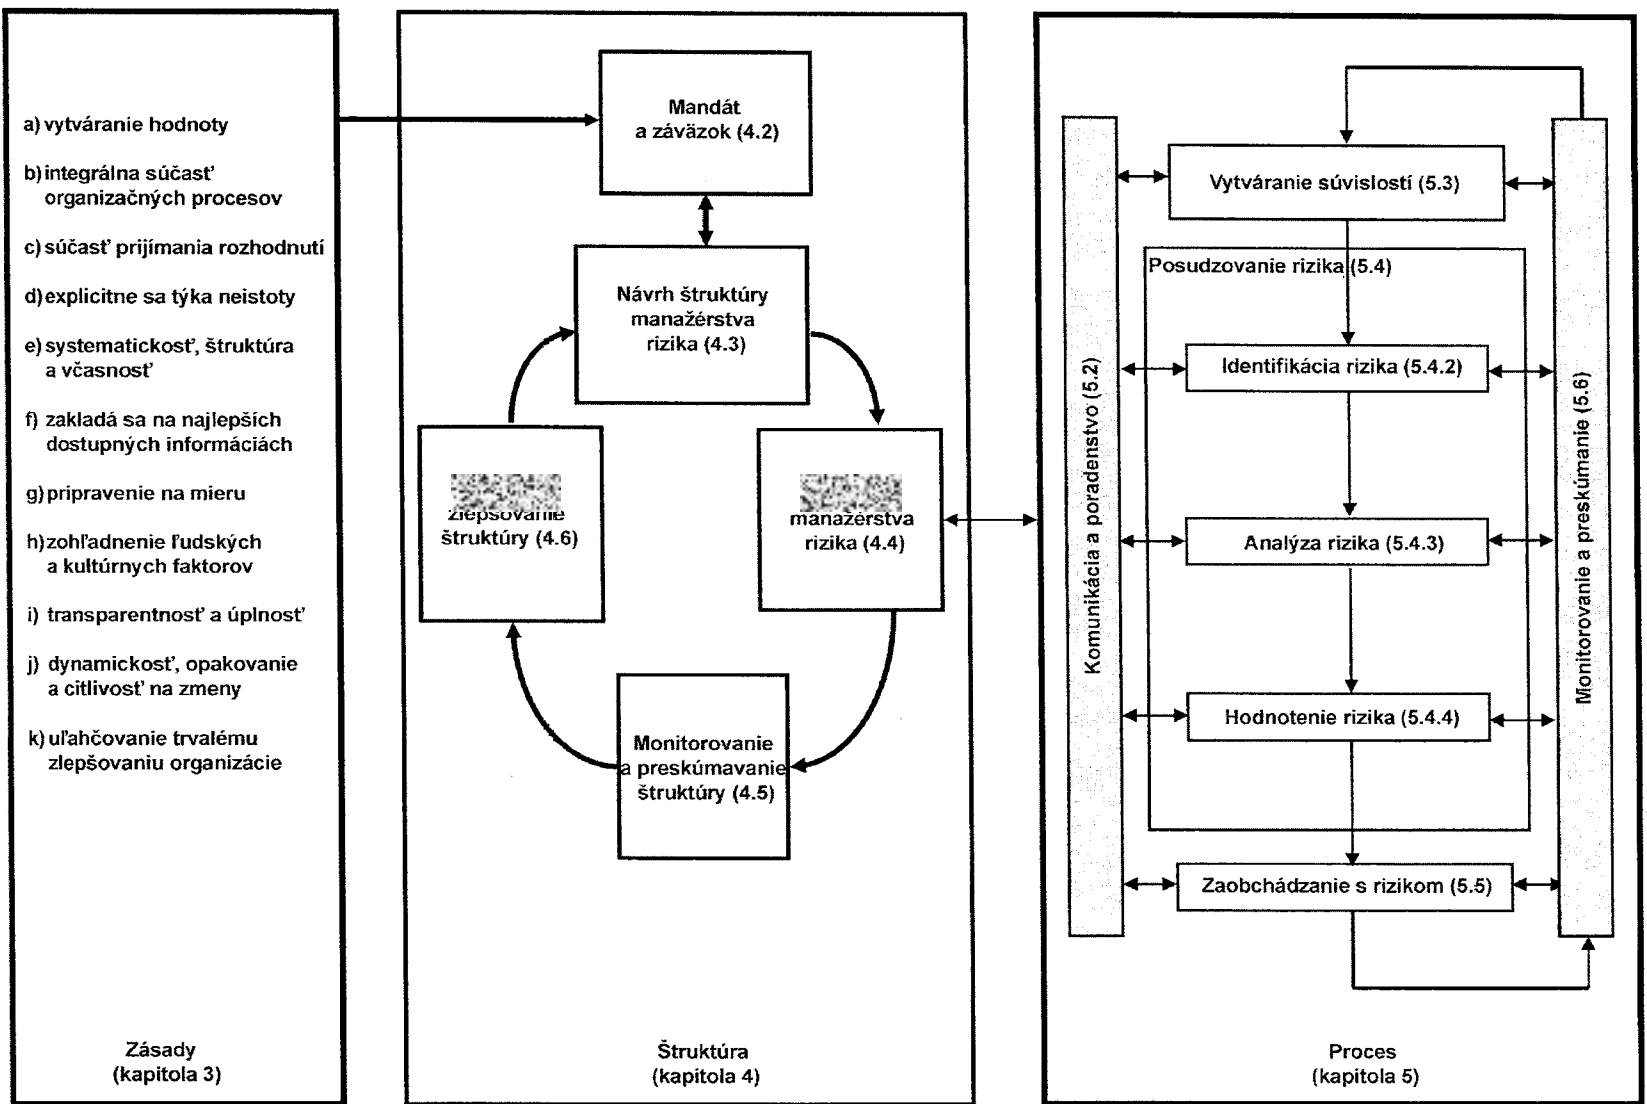 a) vytváranie hodnoty
b) integrálna súčasť
organizačných procesov
c) súčasť prijímania rozhodnutí
d) explicitne sa týka neistoty
e) systematickosť, štruktúra
a včasnosť
f) zakladá sa na najlepších
dostupných informáciách
g) pripravenie na mieru
h) zohľadnenie ľudských
a kultúrnych faktorov
i) transparentnosť a úplnosť
j) dynamickosť, opakovanie
a citlivosť na zmeny
k) uľahčovanie trvalému
zlepšovaniu organizácie
Zásady
(kapitola 3)
Mandát
a záväzok (4.2)
Návrh štruktúry
manažérstva
rizika (4.3)
zlepšovanie
štruktúry (4.6)
manažérstva
rizika (4.4)
Monitorovanie
a preskúmavanie
štruktúry (4.5)
Štruktúra
(kapitola 4)
Komunikácia a poradenstvo (5.2)
Vytváranie súvislostí (5.3)
Posudzovanie rizika (5.4)
Identifikácia rizika (5.4.2)
Analýza rizika (5.4.3)
Hodnotenie rizika (5.4.4)
Zaobchádzanie s rizikom (5.5)
Monitorovanie a preskúmanie (5.6)
Proces
(kapitola 5)